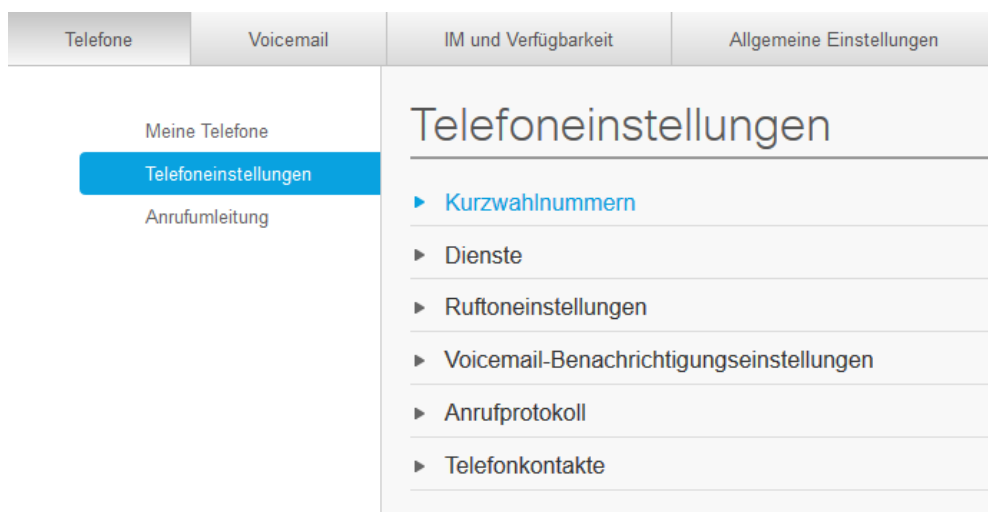 Telefone Voicemail IM und Verfügbarkeit Allgemeine Einstellungen
Meine Telefone
Telefoneinstellungen
Anrufumleitung
Telefoneinstellungen
Kurzwahlnummern
Dienste
Ruftoneinstellungen
Voicemail-Benachrichtigungseinstellungen
Anrufprotokoll
Telefonkontakte